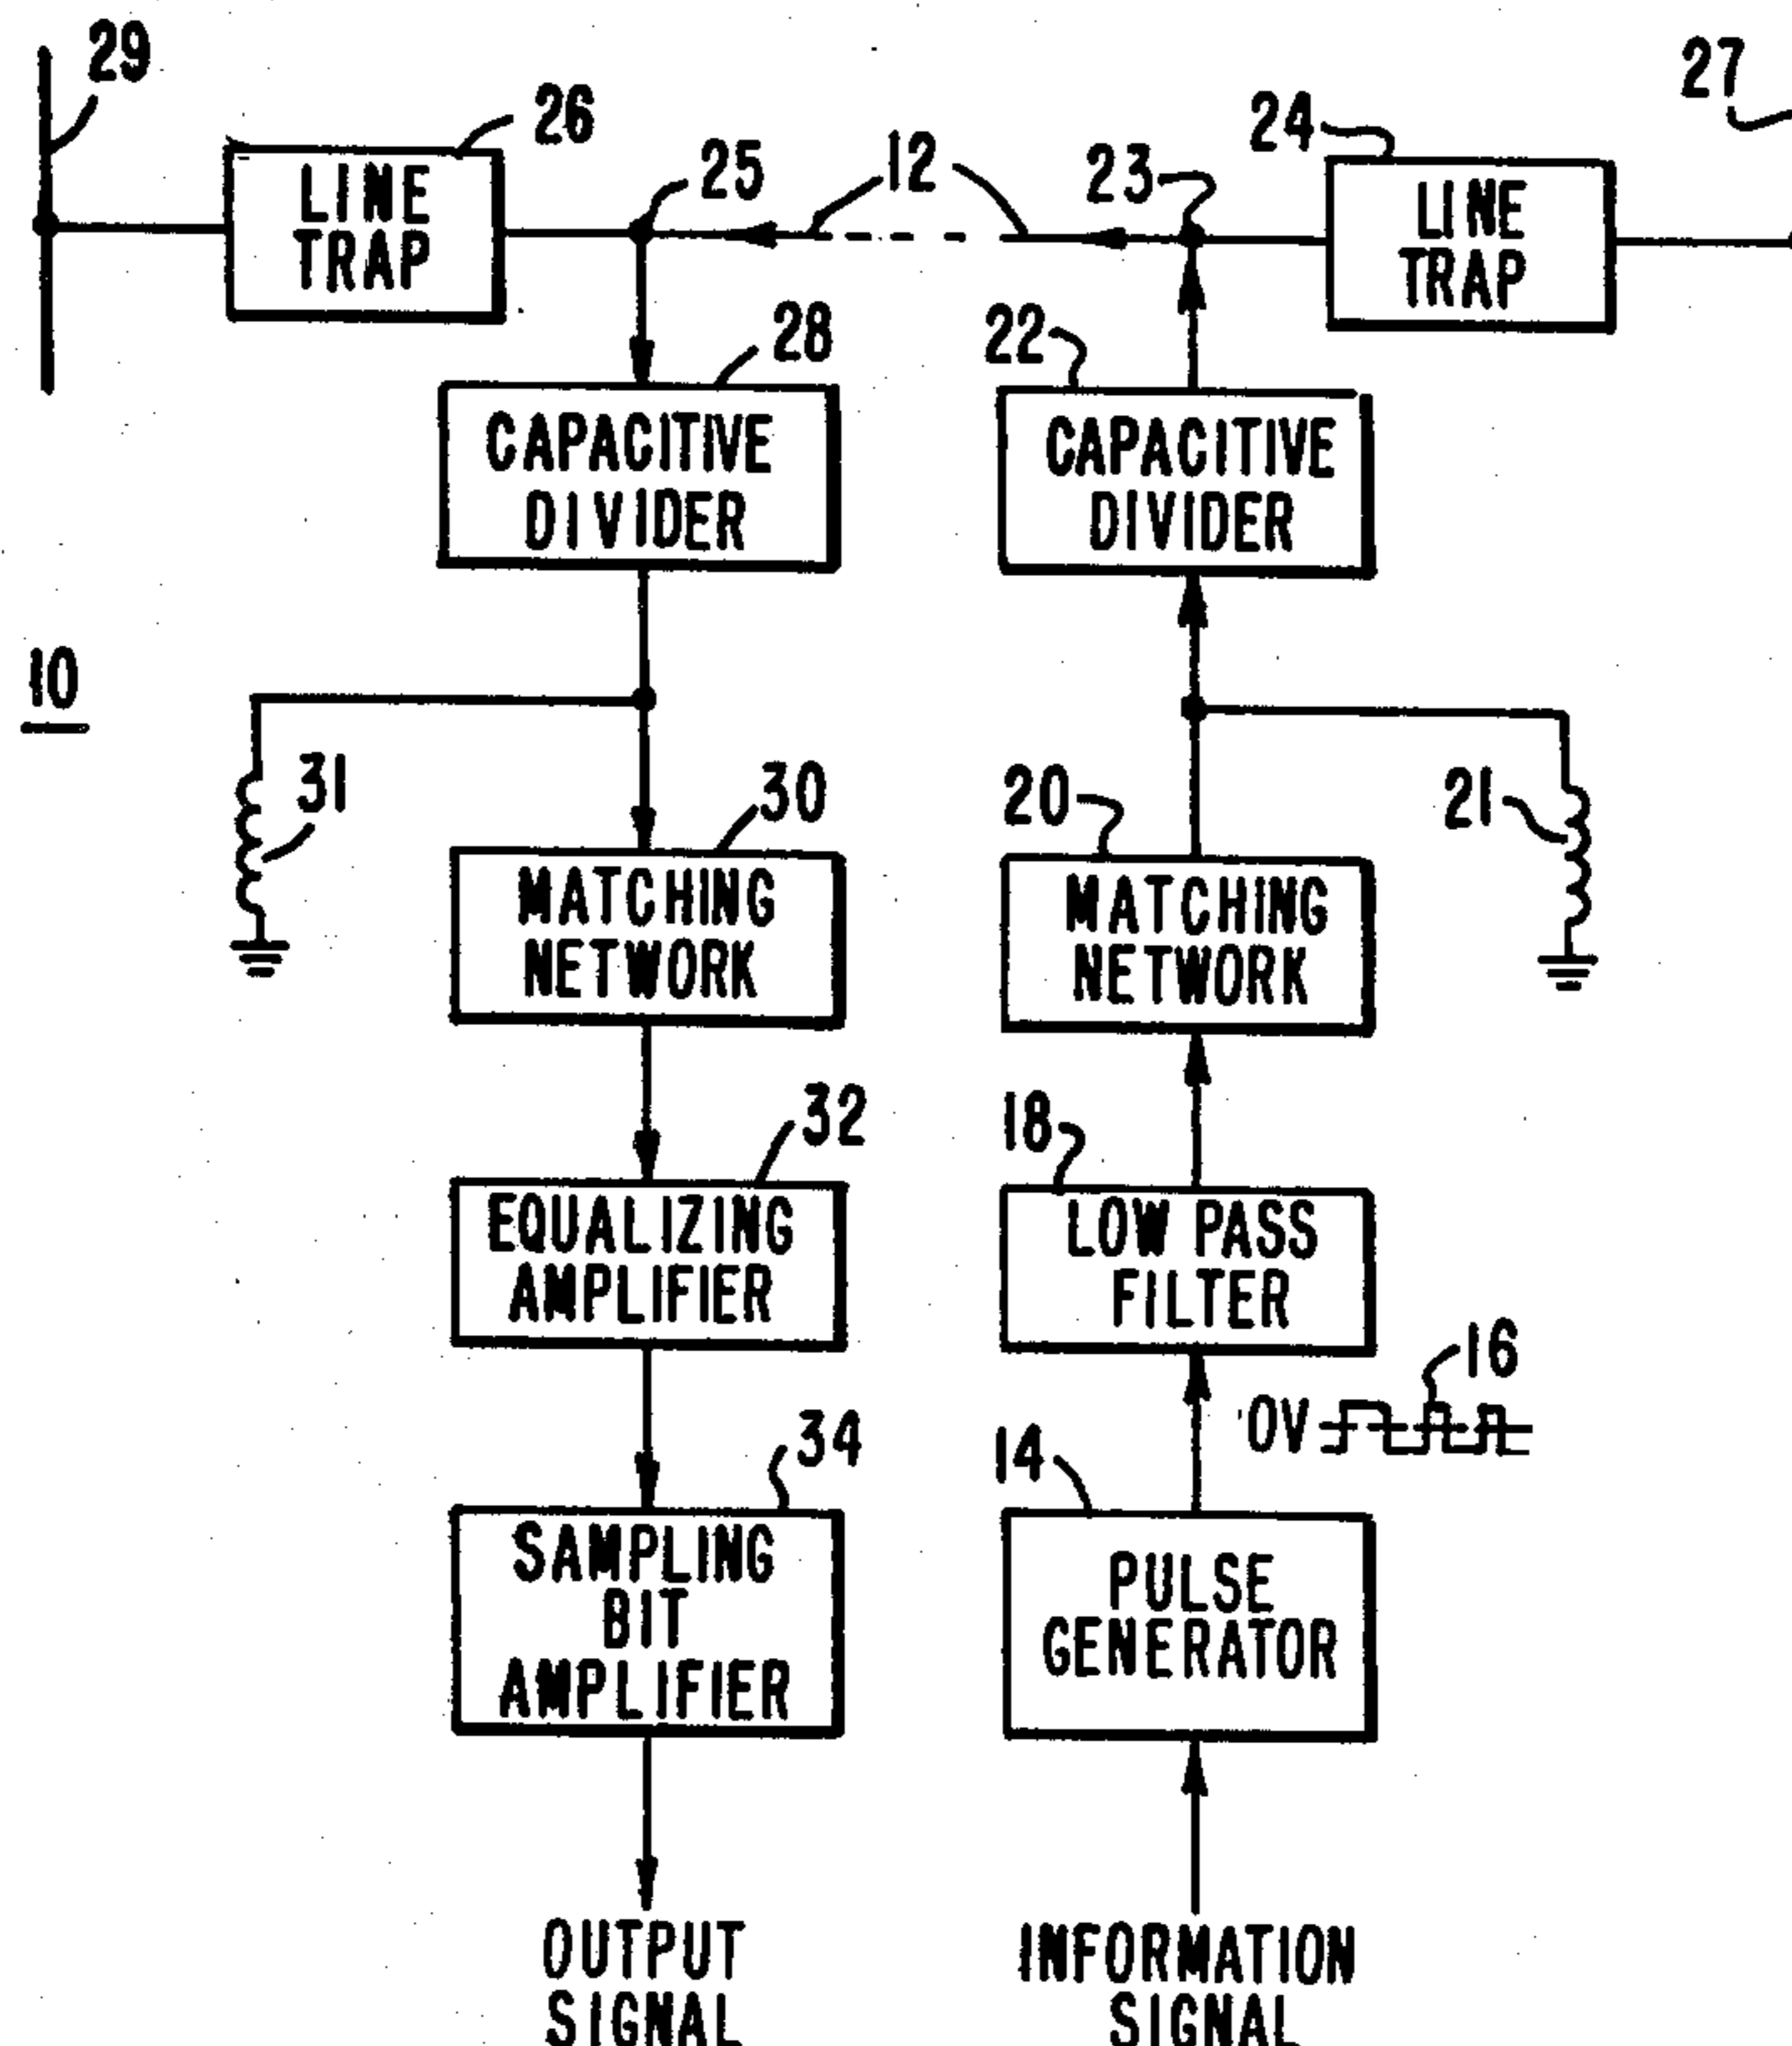 29
26
25
12
23
24
27
LINE
TRAP
LINE
TRAP
28
22
CAPACITIVE
DIVIDER
CAPACITIVE
DIVIDER
10
31
30
20
21
MATCHING
NETWORK
MATCHING
NETWORK
32
18
EQUALIZING
AMPLIFIER
LOW PASS
FILTER
16
0V
34
14
SAMPLING
BIT
AMPLIFIER
PULSE
GENERATOR
OUTPUT
SIGNAL
INFORMATION
SIGNAL